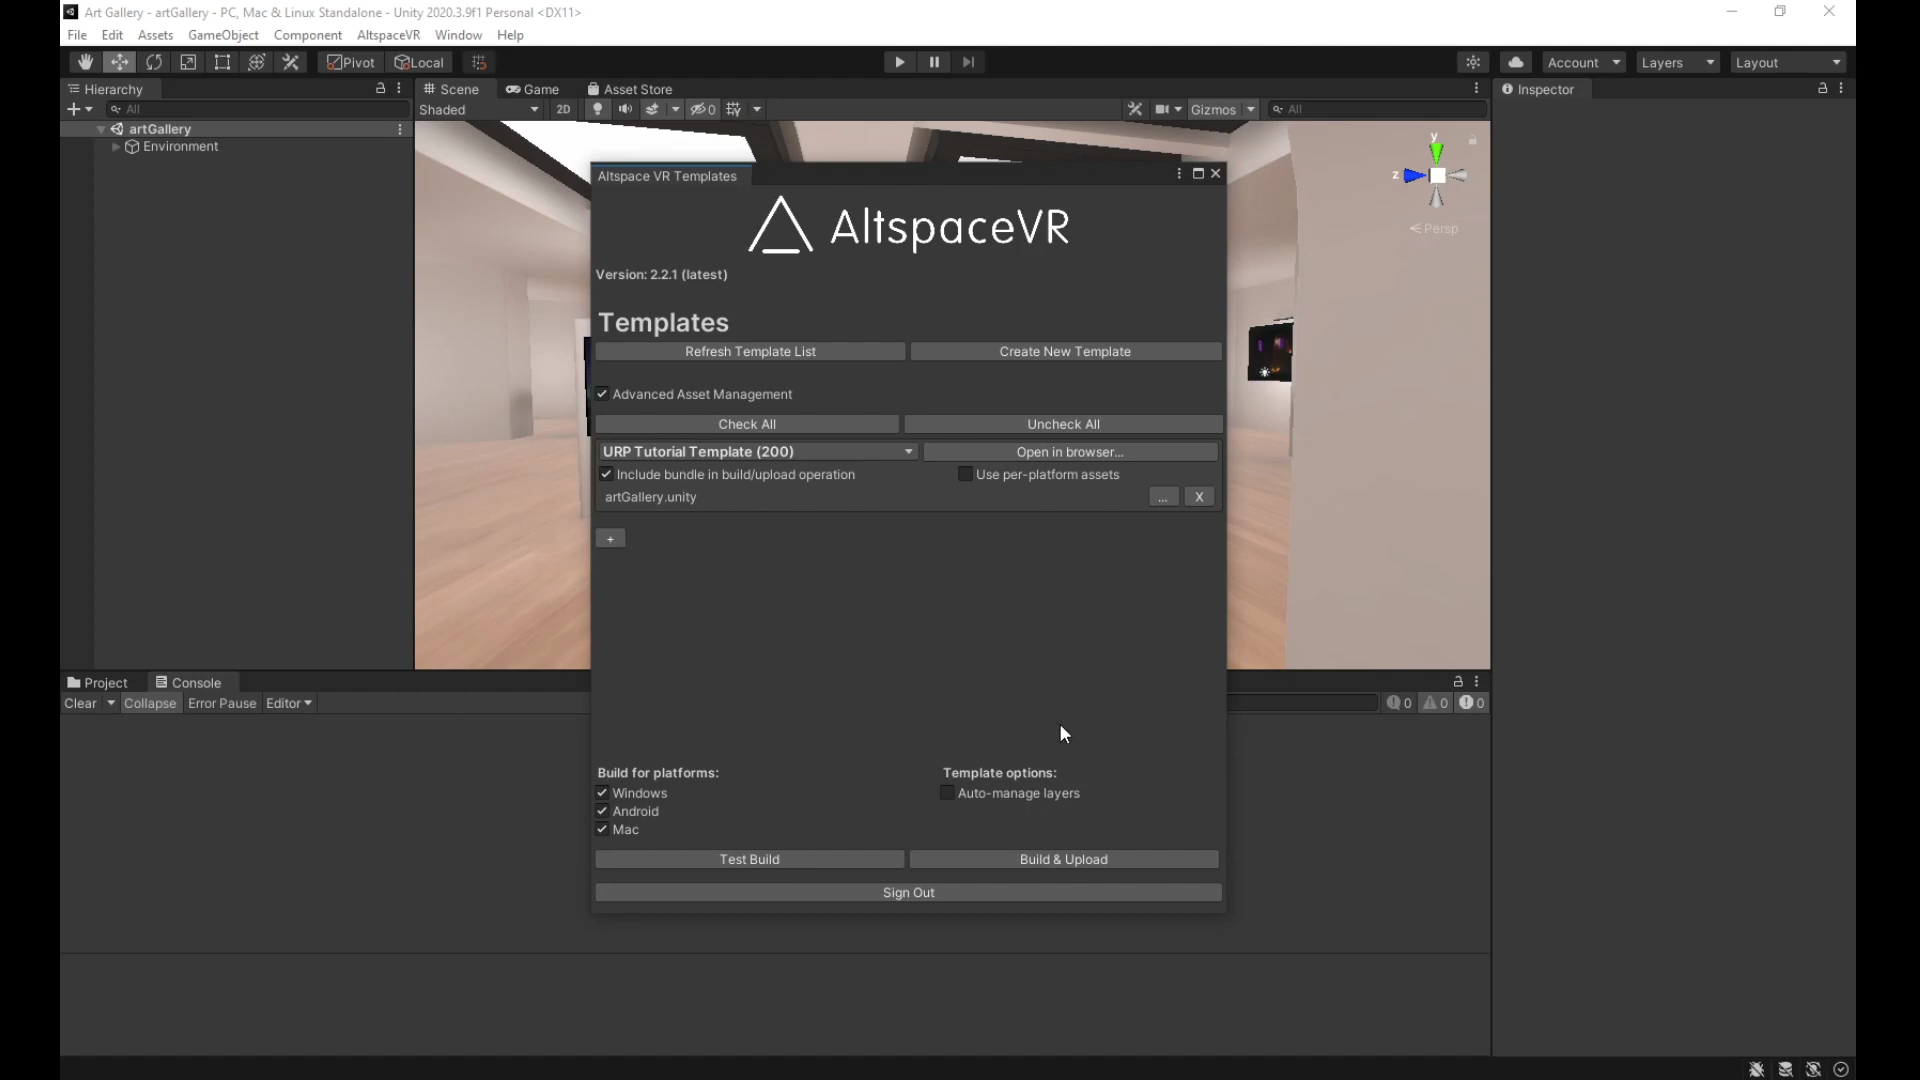 Art Gallery - artGallery - PC, Mac & Linux Standalone - Unity 2020.3.9f1 Personal <DX11>
File Edit Assets GameObject Component AltspaceVR Window Help
Pivot Local Account Layers Layout
Hierarchy Scene Game Asset Store Inspector
All Shaded 2D 0 Gizmos All
artGallery
Environment
y
z
Persp
Altspace VR Templates
AltspaceVR
Version: 2.2.1 (latest)
Templates
Refresh Template List Create New Template
Advanced Asset Management
Check All Uncheck All
URP Tutorial Template (200) Open in browser...
Include bundle in build/upload operation Use per-platform assets
artGallery.unity ... X
+
Project Console
Clear Collapse Error Pause Editor 0 0 0
Build for platforms: Template options:
Windows Auto-manage layers
Android
Mac
Test Build Build & Upload
Sign Out